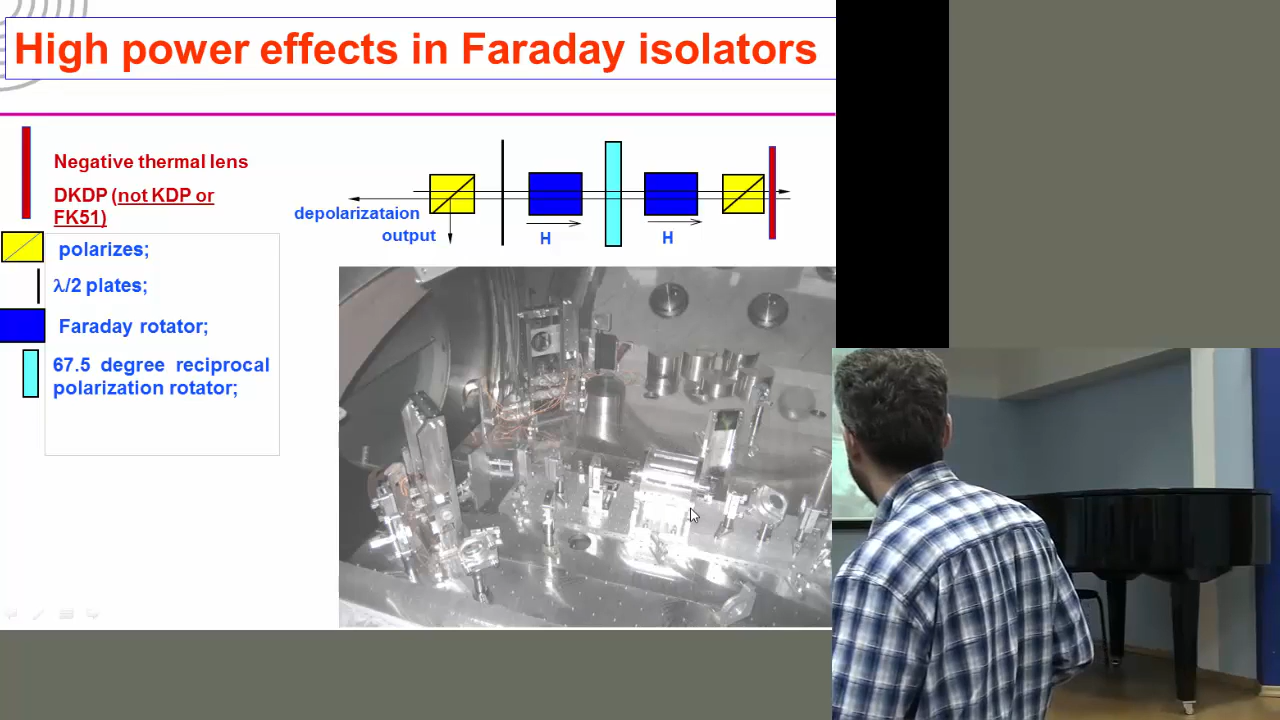 High power effects in Faraday isolators
Negative thermal lens
DKDP (not KDP or
FK51)
polarizes;
λ/2 plates;
Faraday rotator;
67.5 degree reciprocal
polarization rotator;
depolarizataion
output
H
H